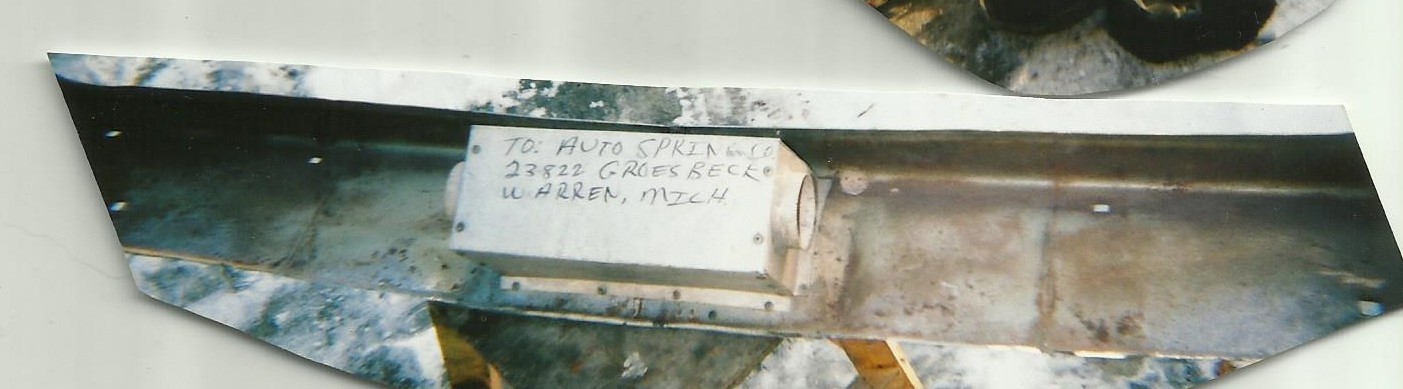 TO: AUTO SPRING CO
23822 GROESBECK
WARREN, MICH.